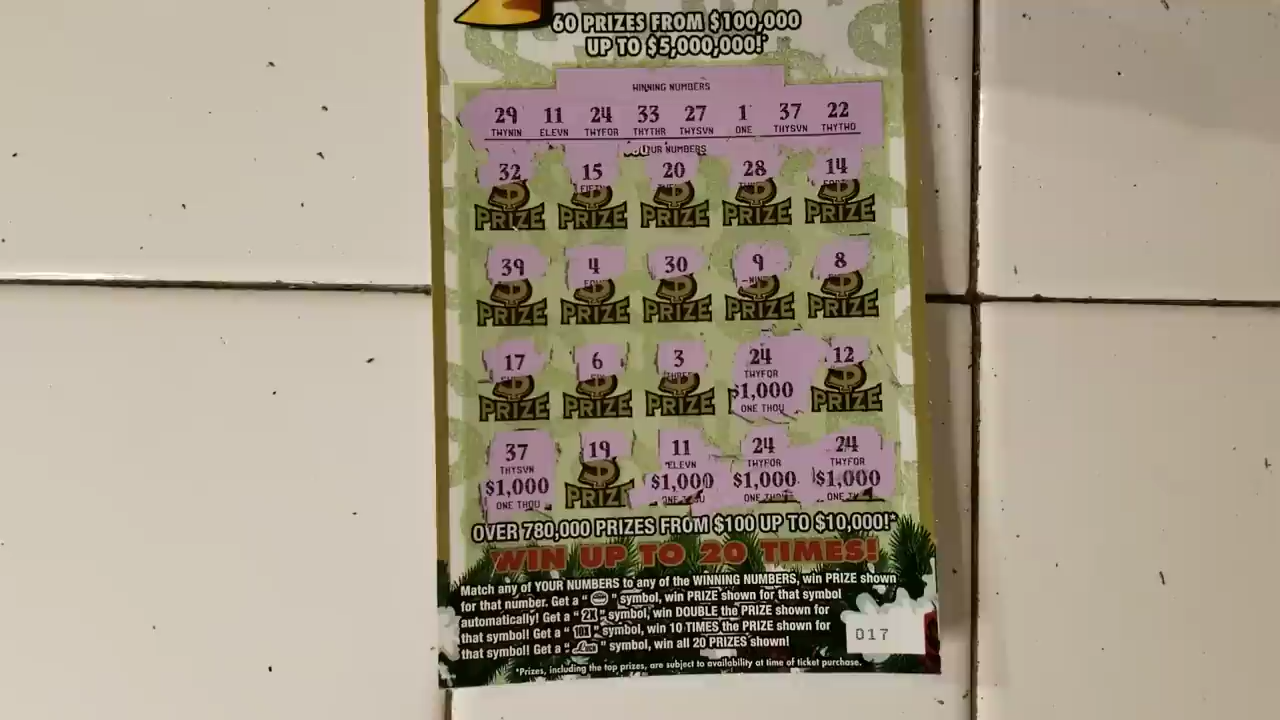 60 PRIZES FROM $100,000
UP TO $5,000,000!*
WINNING NUMBERS
29 11 24 33 27 1 37 22
THYNIN ELEVN THYFOR THYTHR THYSVN ONE THYSVN THYTWO
YOUR NUMBERS
32 15 20 28 14
PRIZE PRIZE PRIZE PRIZE PRIZE
39 4 30 9 8
PRIZE PRIZE PRIZE PRIZE PRIZE
17 6 3 24 12
THREE TWYFOR
PRIZE PRIZE PRIZE $1,000 PRIZE
ONE THOU
37 19 11 24 24
THYSVN ELEVN TWYFOR TWYFOR
$1,000 PRIZE $1,000 $1,000 $1,000
ONE THOU
OVER 780,000 PRIZES FROM $100 UP TO $10,000!*
WIN UP TO 20 TIMES!
Match any of YOUR NUMBERS to any of the WINNING NUMBERS, win PRIZE shown
for that number. Get a " " symbol, win PRIZE shown for that symbol
automatically! Get a "2X" symbol, win DOUBLE the PRIZE shown for
that symbol! Get a "10X" symbol, win 10 TIMES the PRIZE shown for
that symbol! Get a " " symbol, win all 20 PRIZES shown!
017
*Prizes, including the top prizes, are subject to availability at time of ticket purchase.